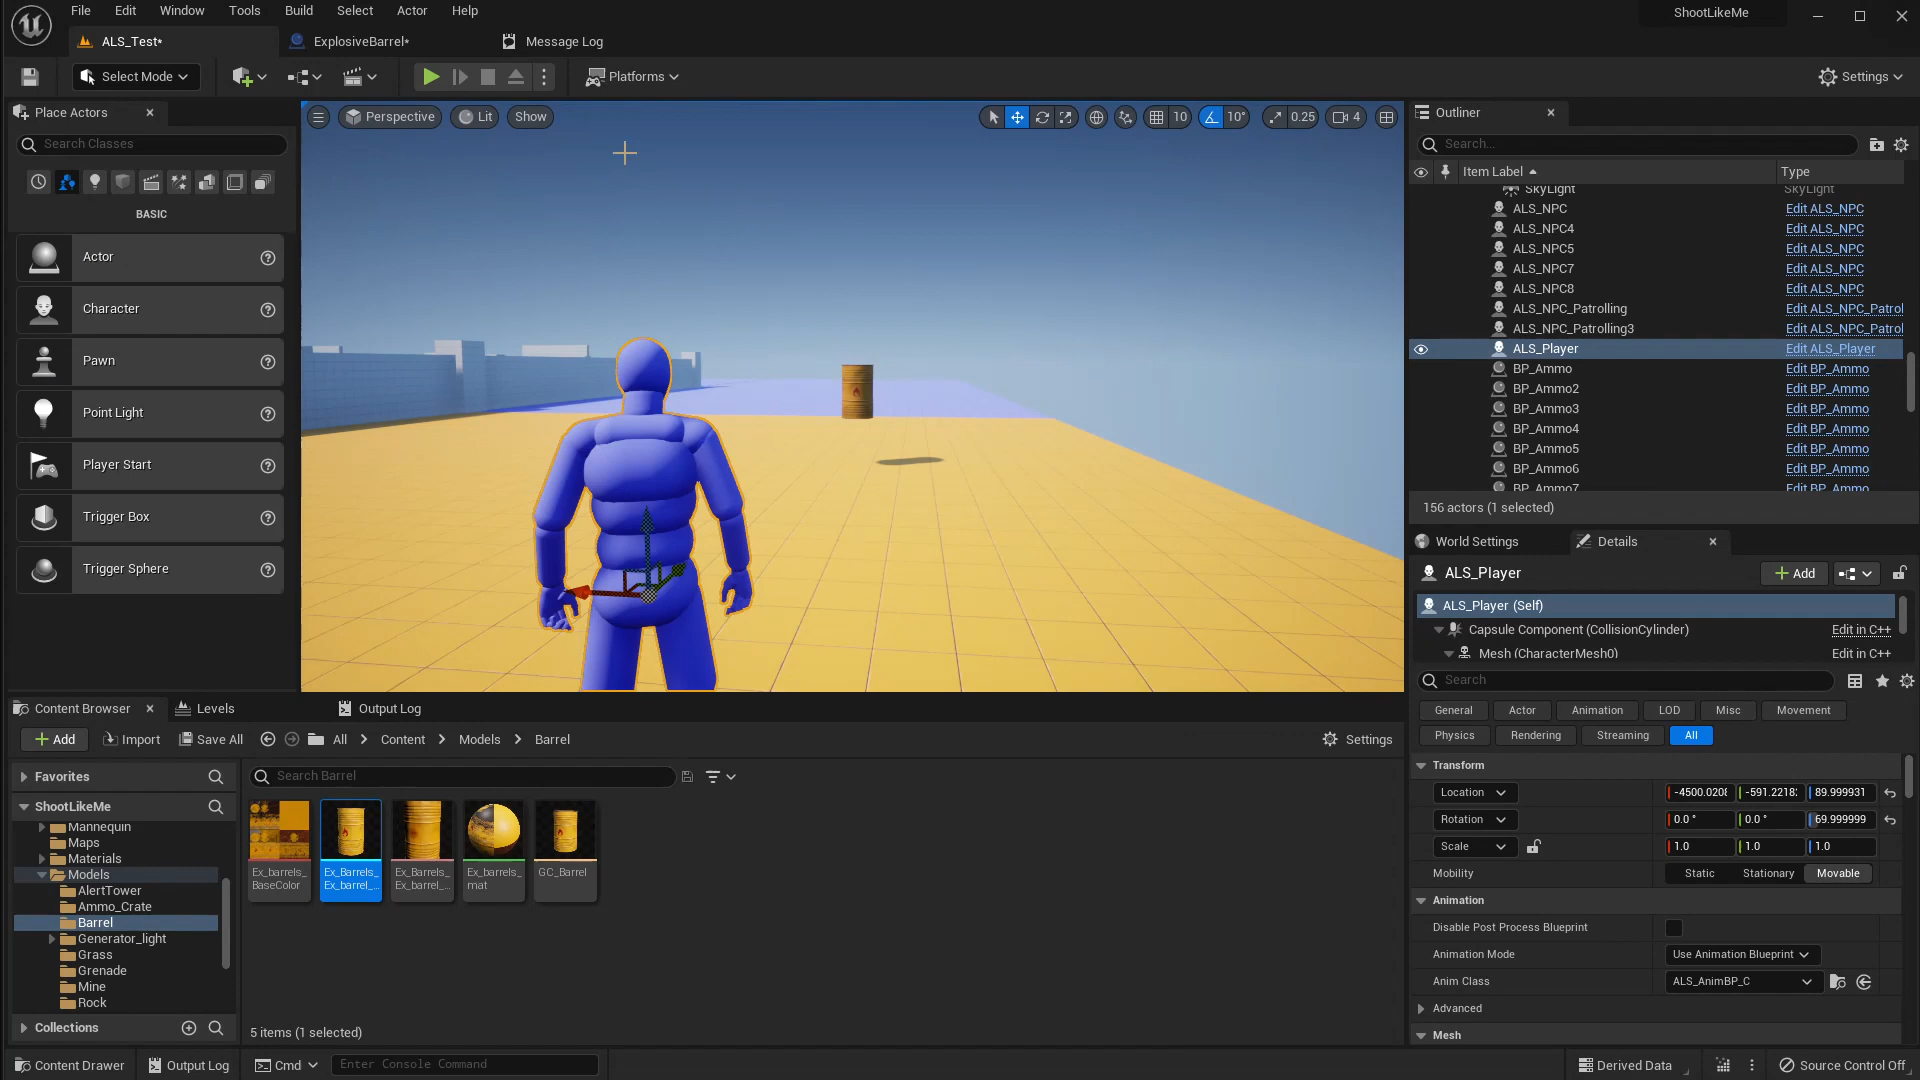 File Edit Window Tools Build Select Actor Help
ShootLikeMe
ALS_Test*
ExplosiveBarrel*
Message Log
Select Mode
Platforms
Settings
Place Actors
Search Classes
BASIC
Actor
Character
Pawn
Point Light
Player Start
Trigger Box
Trigger Sphere
Perspective
Lit
Show
10
10°
0.25
4
Outliner
Search...
Item Label
Type
SkyLight SkyLight
ALS_NPC Edit ALS_NPC
ALS_NPC4 Edit ALS_NPC
ALS_NPC5 Edit ALS_NPC
ALS_NPC7 Edit ALS_NPC
ALS_NPC8 Edit ALS_NPC
ALS_NPC_Patrolling Edit ALS_NPC_Patrol
ALS_NPC_Patrolling3 Edit ALS_NPC_Patrol
ALS_Player Edit ALS_Player
BP_Ammo Edit BP_Ammo
BP_Ammo2 Edit BP_Ammo
BP_Ammo3 Edit BP_Ammo
BP_Ammo4 Edit BP_Ammo
BP_Ammo5 Edit BP_Ammo
BP_Ammo6 Edit BP_Ammo
BP_Ammo7 Edit BP_Ammo
156 actors (1 selected)
World Settings
Details
ALS_Player
Add
ALS_Player (Self)
Capsule Component (CollisionCylinder) Edit in C++
Mesh (CharacterMesh0) Edit in C++
Search
General Actor Animation LOD Misc Movement
Physics Rendering Streaming All
Transform
Location -4500.0208 -591.2218 89.999931
Rotation 0.0 ° 0.0 ° 69.999999
Scale 1.0 1.0 1.0
Mobility Static Stationary Movable
Animation
Disable Post Process Blueprint
Animation Mode Use Animation Blueprint
Anim Class ALS_AnimBP_C
Advanced
Mesh
Content Browser
Levels
Output Log
Add
Import
Save All
All Content Models Barrel
Settings
Favorites
ShootLikeMe
Mannequin
Maps
Materials
Models
AlertTower
Ammo_Crate
Barrel
Generator_light
Grass
Grenade
Mine
Rock
Collections
Search Barrel
Ex_barrels_
BaseColor
Ex_Barrels_
Ex_barrel_...
Ex_Barrels_
Ex_barrel_...
Ex_barrels_
mat
GC_Barrel
5 items (1 selected)
Content Drawer
Output Log
Cmd
Enter Console Command
Derived Data
Source Control Off